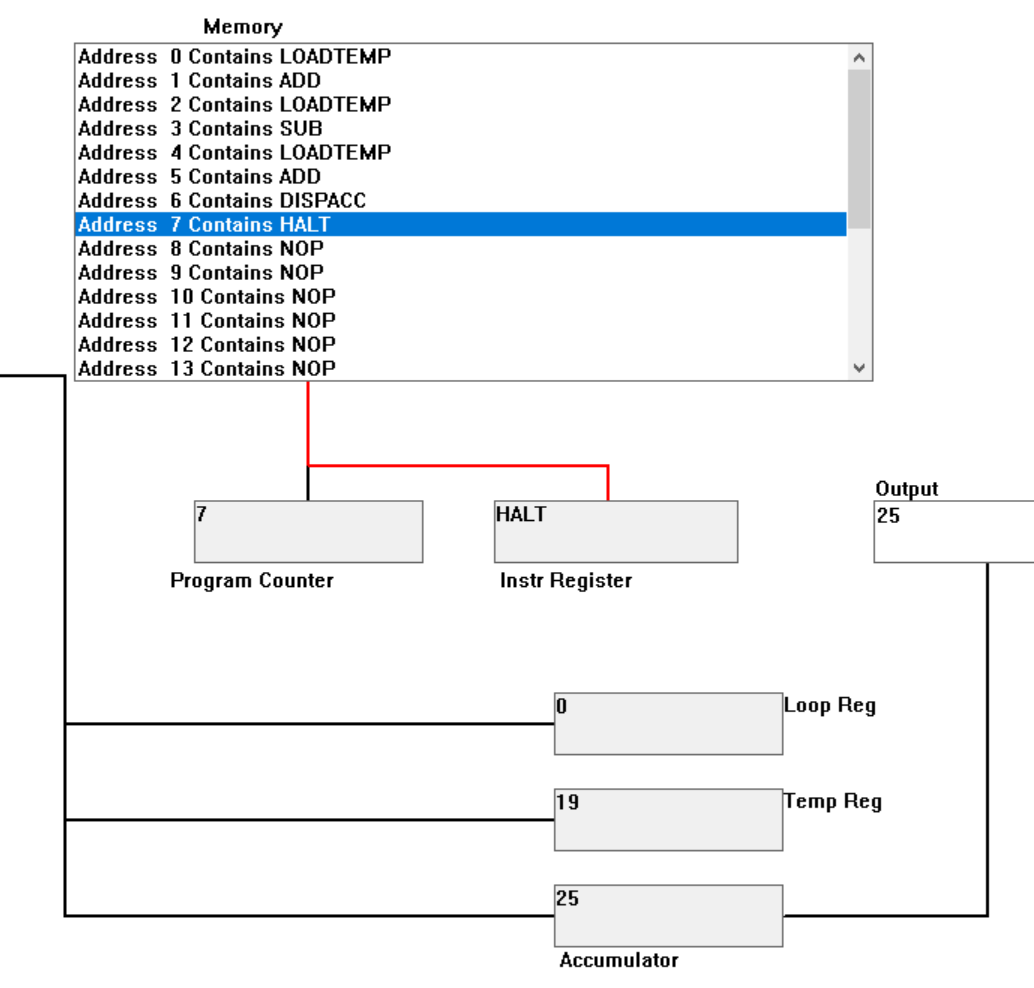 Memory
Address 0 Contains LOADTEMP
Address 1 Contains ADD
Address 2 Contains LOADTEMP
Address 3 Contains SUB
Address 4 Contains LOADTEMP
Address 5 Contains ADD
Address 6 Contains DISPACC
Address 7 Contains HALT
Address 8 Contains NOP
Address 9 Contains NOP
Address 10 Contains NOP
Address 11 Contains NOP
Address 12 Contains NOP
Address 13 Contains NOP
Output
7
HALT
25
Program Counter
Instr Register
0
Loop Reg
19
Temp Reg
25
Accumulator